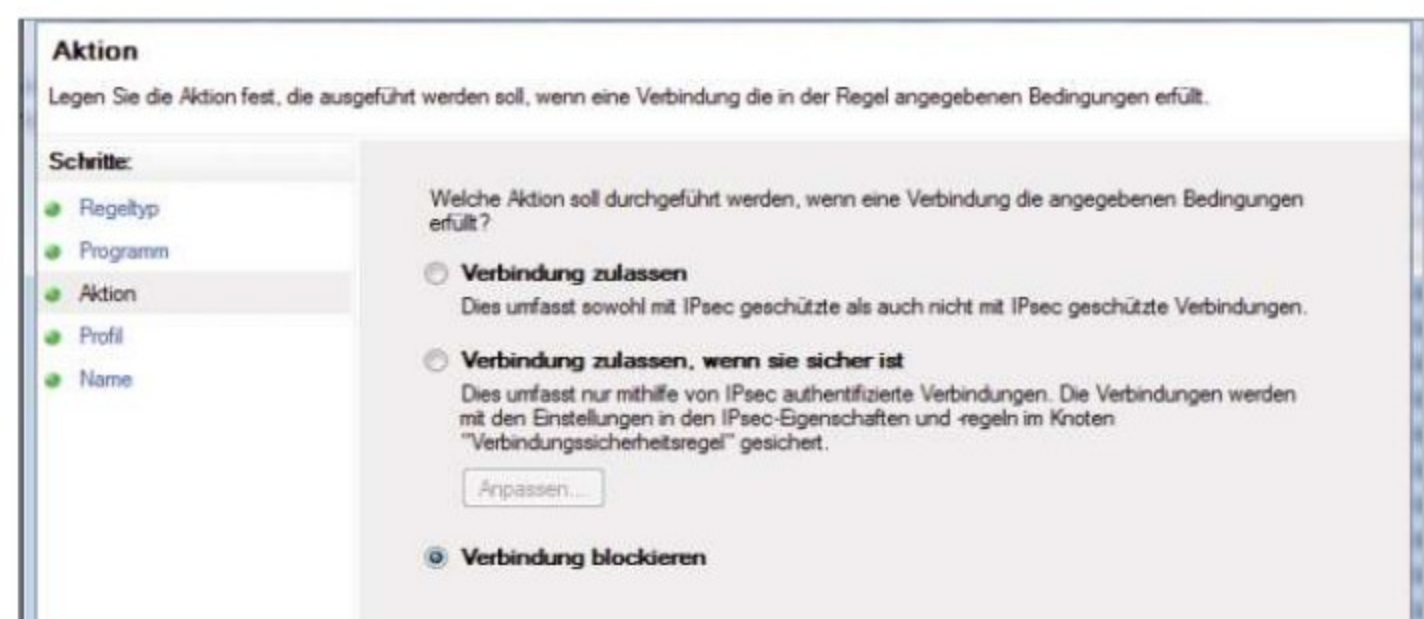 Aktion
Legen Sie die Aktion fest, die ausgeführt werden soll, wenn eine Verbindung die in der Regel angegebenen Bedingungen erfüllt.
Schritte:
Regeltyp
Programm
Aktion
Profil
Name
Welche Aktion soll durchgeführt werden, wenn eine Verbindung die angegebenen Bedingungen
erfüllt?
Verbindung zulassen
Dies umfasst sowohl mit IPsec geschützte als auch nicht mit IPsec geschützte Verbindungen.
Verbindung zulassen, wenn sie sicher ist
Dies umfasst nur mithilfe von IPsec authentifizierte Verbindungen. Die Verbindungen werden
mit den Einstellungen in den IPsec-Eigenschaften und -regeln im Knoten
"Verbindungssicherheitsregel" gesichert.
Anpassen...
Verbindung blockieren